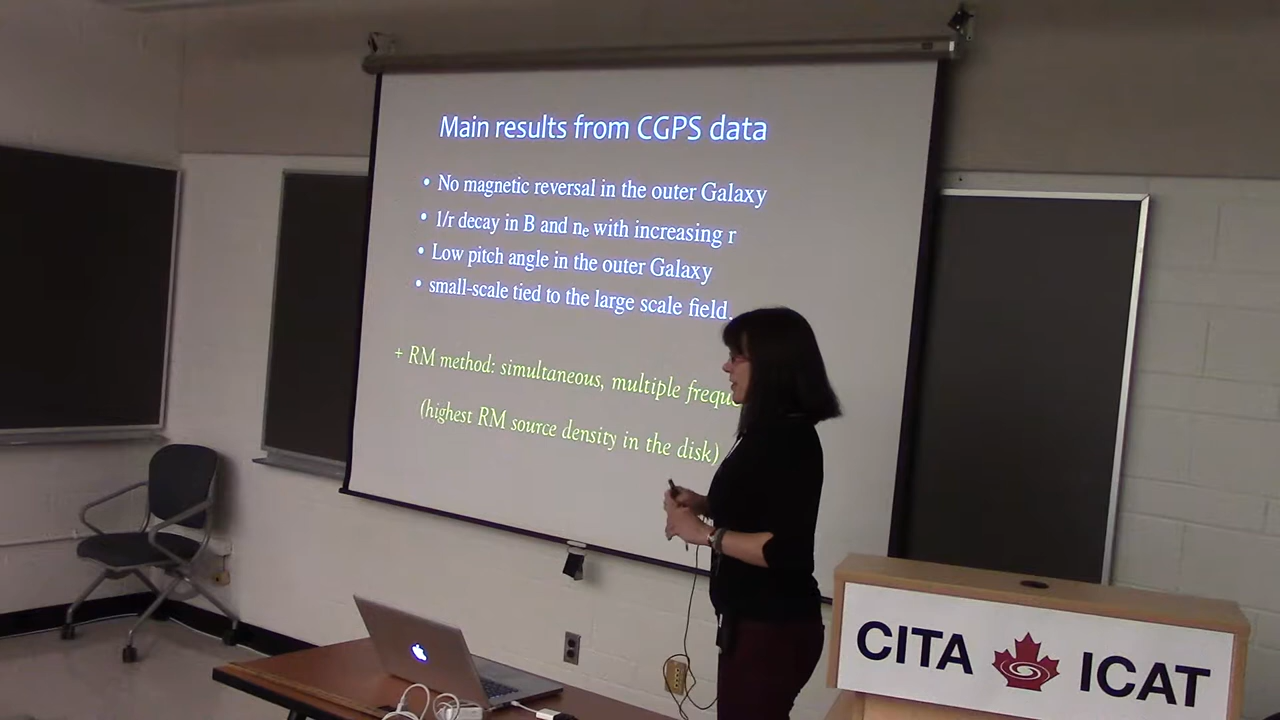 Main results from CGPS data
• No magnetic reversal in the outer Galaxy
• 1/r decay in B and nₑ with increasing r
• Low pitch angle in the outer Galaxy
• small-scale tied to the large scale field.
+ RM method: simultaneous, multiple
(highest RM source density in the disk)
CITA ICAT